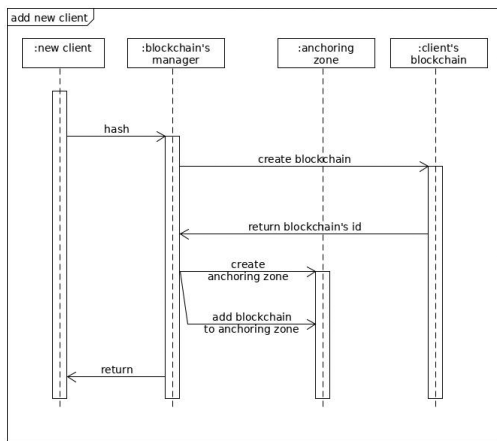 add new client
:new client
:blockchain's
manager
:anchoring
zone
:client's
blockchain
hash
create blockchain
return blockchain's id
create
anchoring zone
add blockchain
to anchoring zone
return